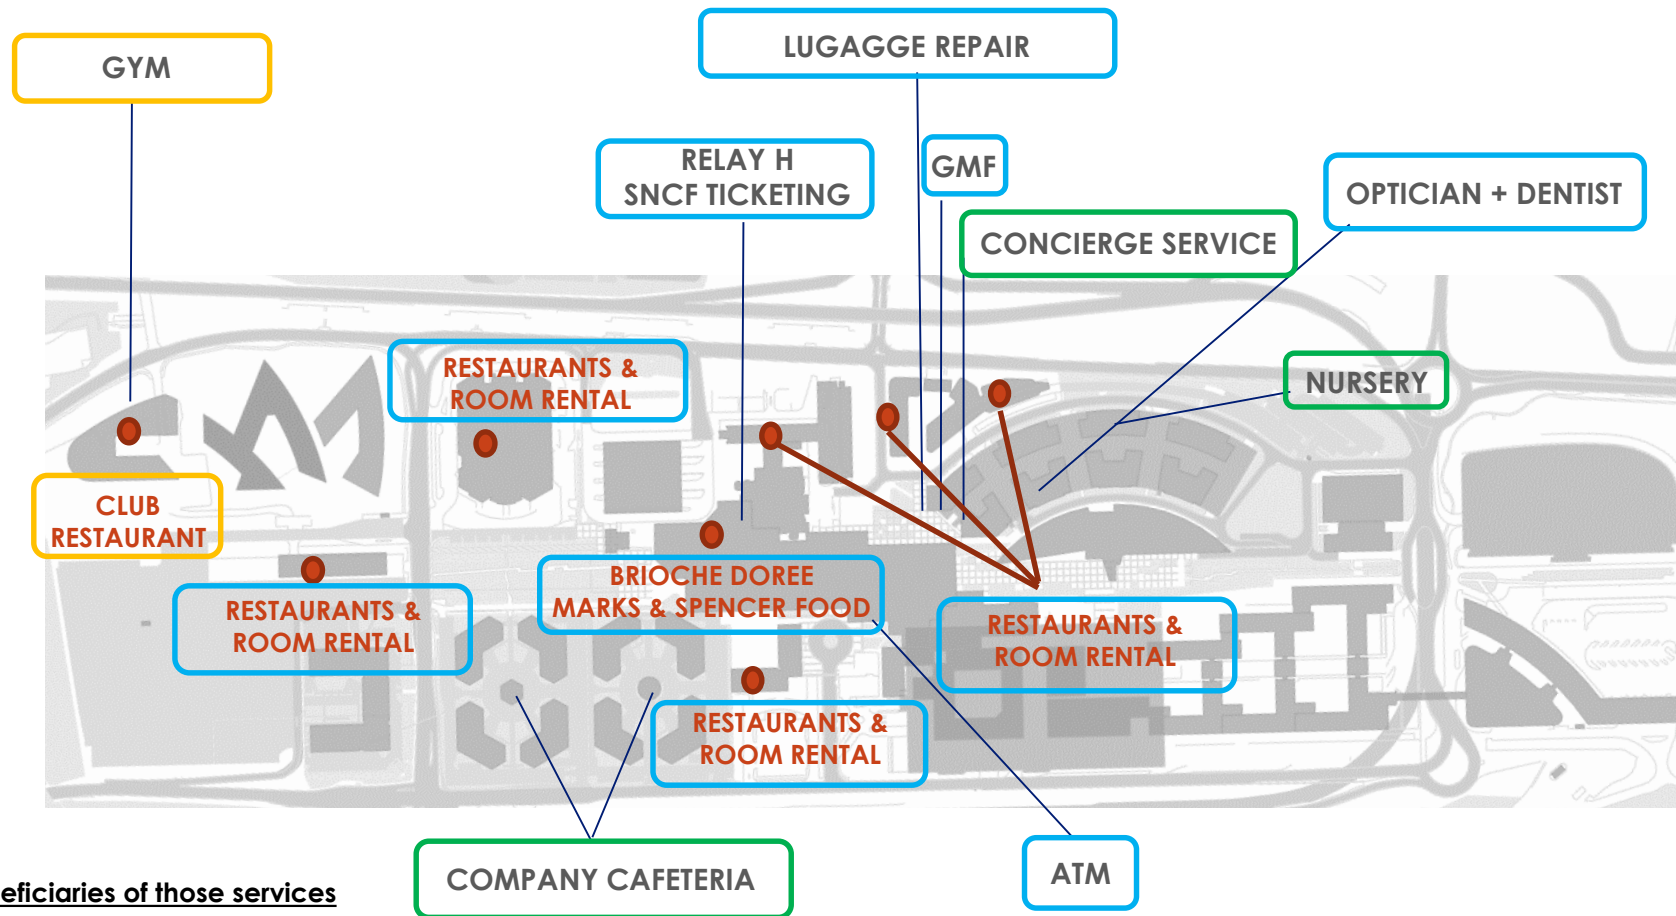 LUGAGGE REPAIR
GYM
RELAY H
SNCF TICKETING
GMF
OPTICIAN + DENTIST
CONCIERGE SERVICE
RESTAURANTS &
ROOM RENTAL
NURSERY
CLUB
RESTAURANT
BRIOCHE DOREE
MARKS & SPENCER FOOD
RESTAURANTS &
ROOM RENTAL
RESTAURANTS &
ROOM RENTAL
RESTAURANTS &
ROOM RENTAL
COMPANY CAFETERIA
ATM
eficiaries of those services